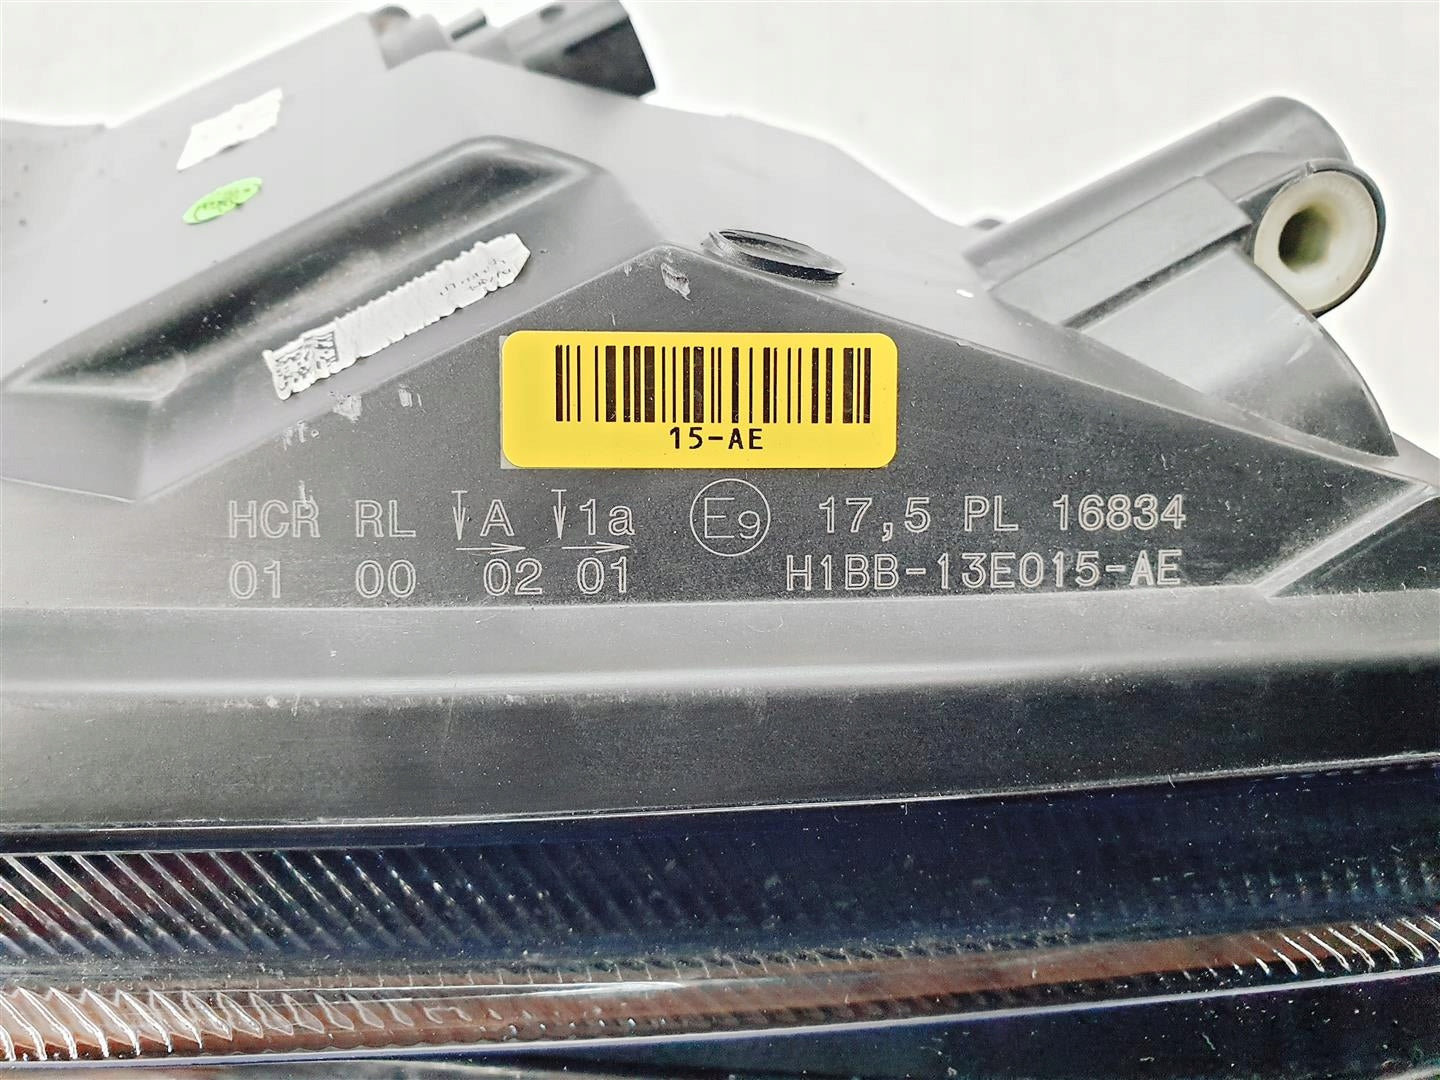 15-AE
HCR RL A 1a E9 17,5 PL 16834
01 00 02 01 H1BB-13E015-AE